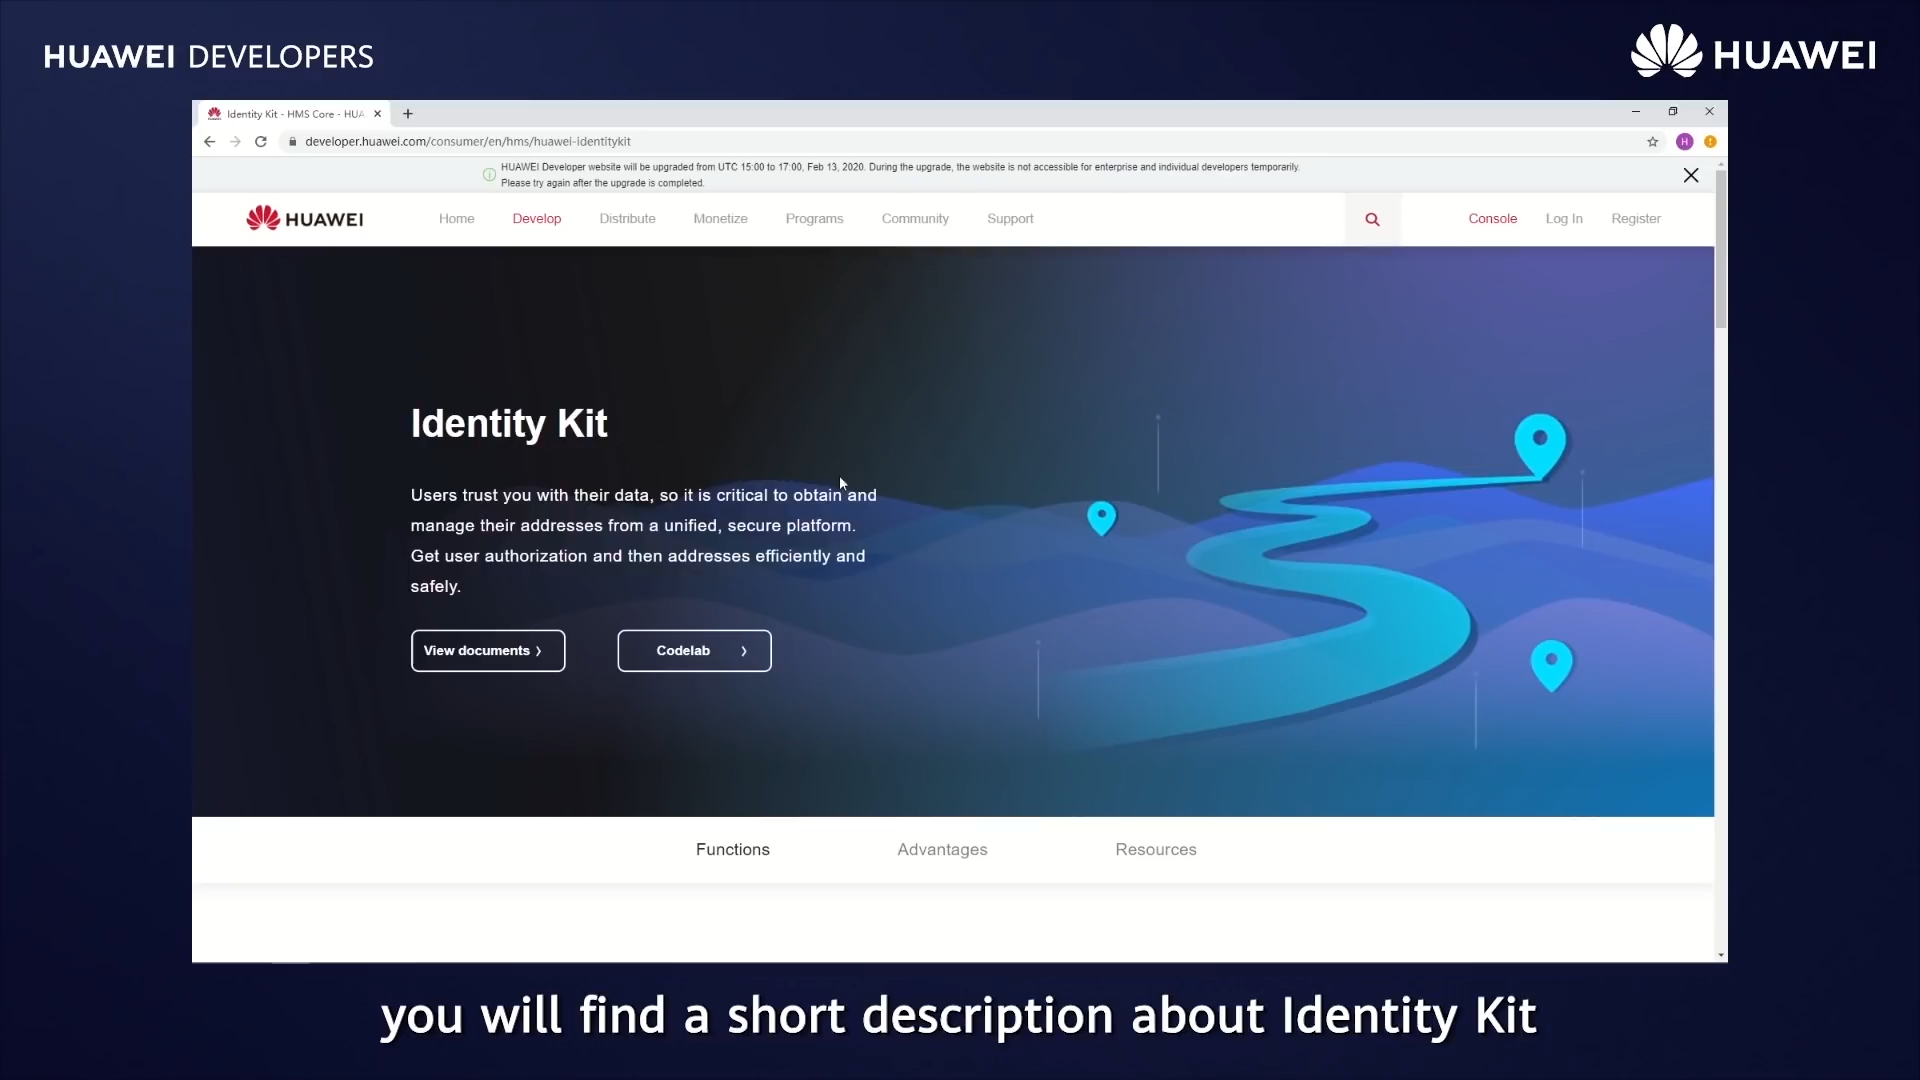 HUAWEI DEVELOPERS
HUAWEI
Identity Kit - HMS Core - HUA
developer.huawei.com/consumer/en/hms/huawei-identitykit
H
HUAWEI Developer website will be upgraded from UTC 15:00 to 17:00, Feb 13, 2020. During the upgrade, the website is not accessible for enterprise and individual developers temporarily.
Please try again after the upgrade is completed.
HUAWEI Home Develop Distribute Monetize Programs Community Support Console Log In Register
Identity Kit
Users trust you with their data, so it is critical to obtain and
manage their addresses from a unified, secure platform.
Get user authorization and then addresses efficiently and
safely.
View documents Codelab
Functions Advantages Resources
you will find a short description about Identity Kit